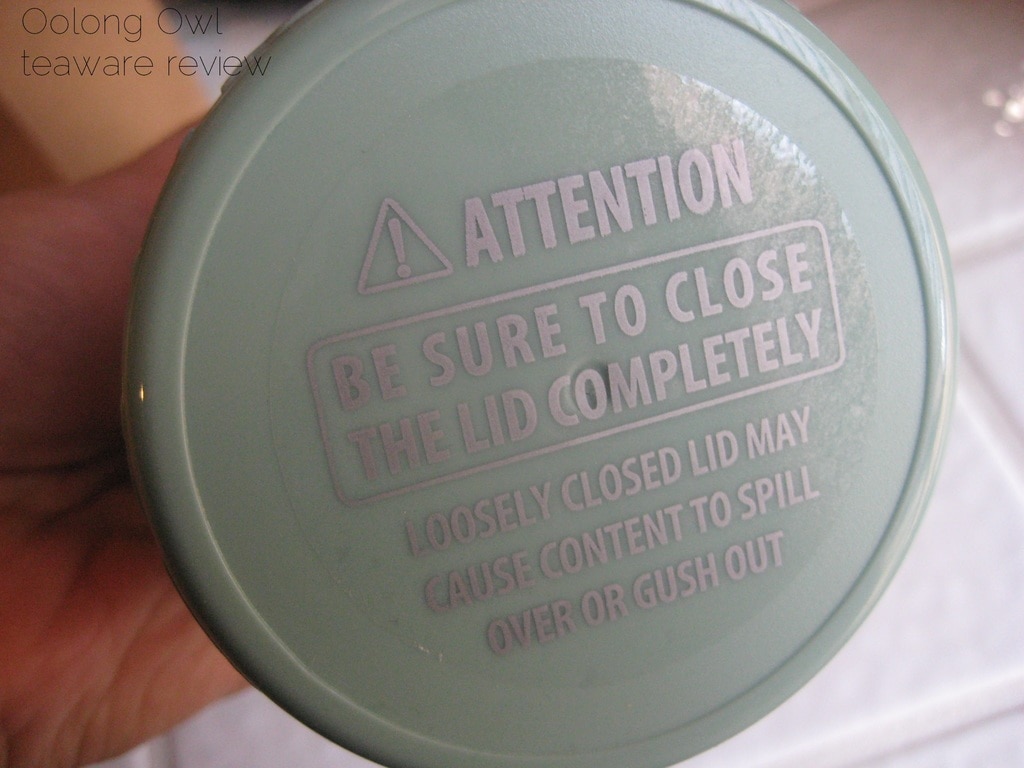 Oolong Owl
teaware review
ATTENTION
BE SURE TO CLOSE
THE LID COMPLETELY
LOOSELY CLOSED LID MAY
CAUSE CONTENT TO SPILL
OVER OR GUSH OUT